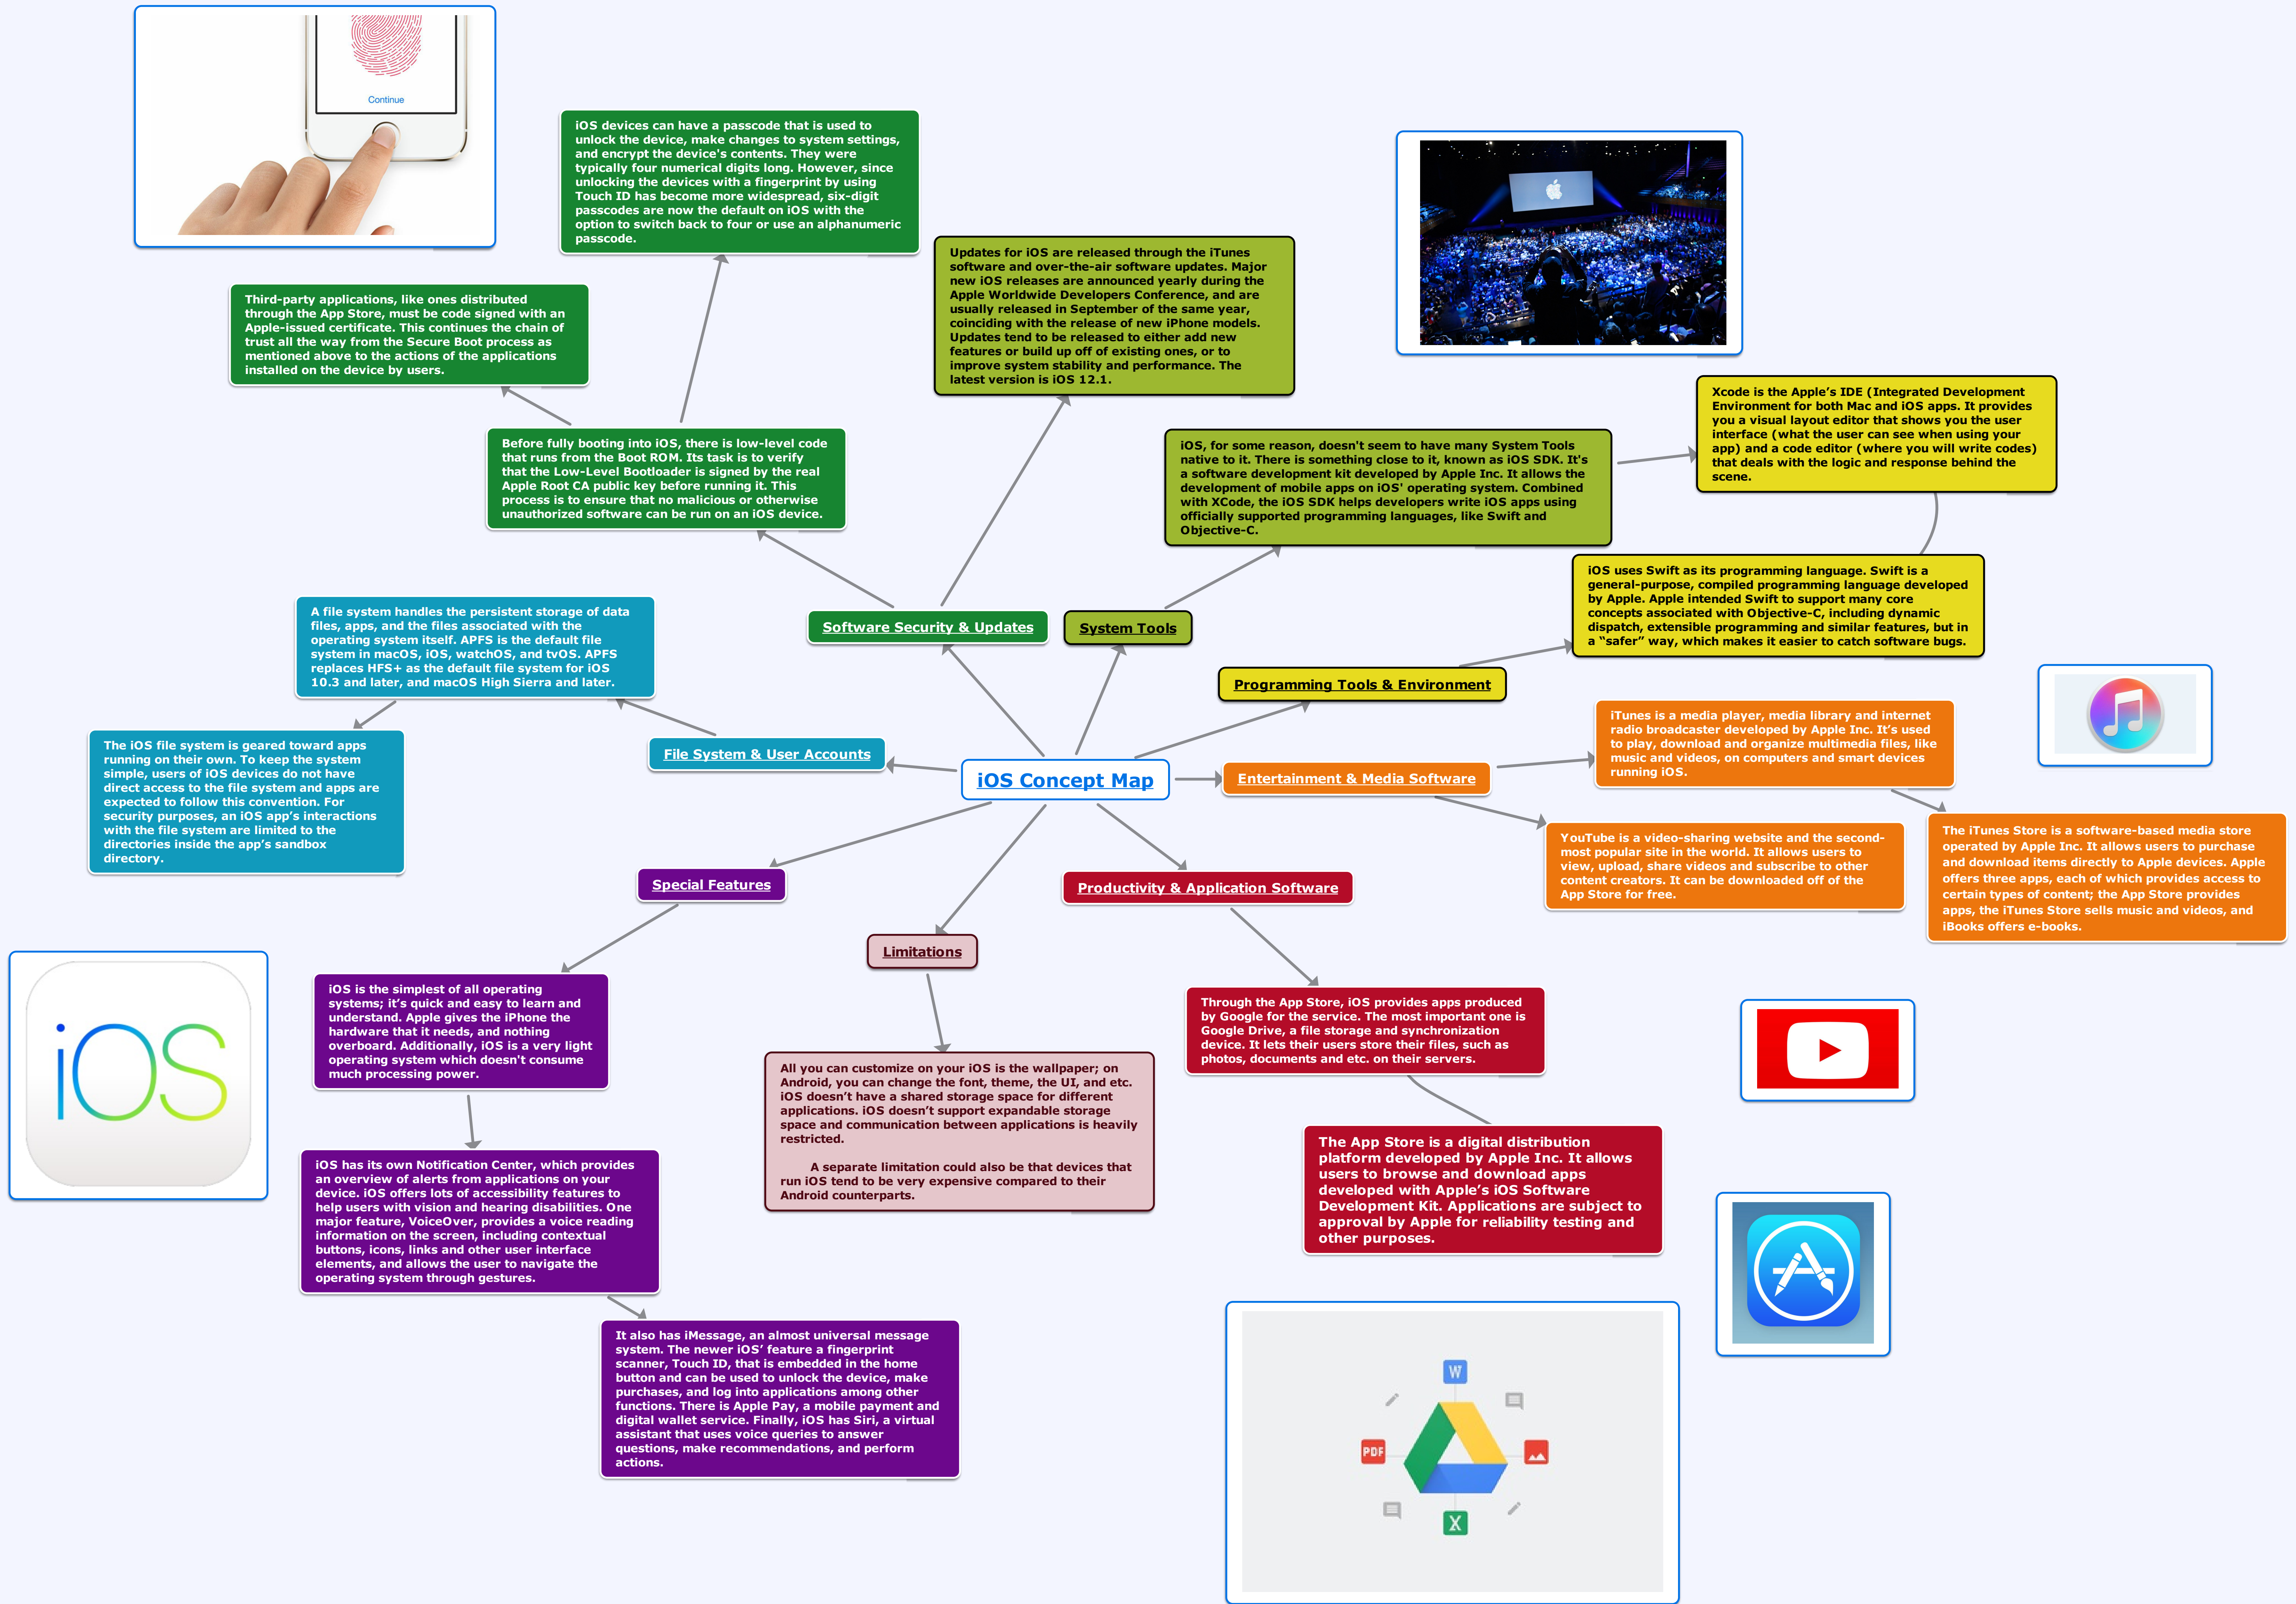 Continue
iOS devices can have a passcode that is used to
unlock the device, make changes to system settings,
and encrypt the device's contents. They were
typically four numerical digits long. However, since
unlocking the devices with a fingerprint by using
Touch ID has become more widespread, six-digit
passcodes are now the default on iOS with the
option to switch back to four or use an alphanumeric
passcode.
Third-party applications, like ones distributed
through the App Store, must be code signed with an
Apple-issued certificate. This continues the chain of
trust all the way from the Secure Boot process as
mentioned above to the actions of the applications
installed on the device by users.
Before fully booting into iOS, there is low-level code
that runs from the Boot ROM. Its task is to verify
that the Low-Level Bootloader is signed by the real
Apple Root CA public key before running it. This
process is to ensure that no malicious or otherwise
unauthorized software can be run on an iOS device.
Updates for iOS are released through the iTunes
software and over-the-air software updates. Major
new iOS releases are announced yearly during the
Apple Worldwide Developers Conference, and are
usually released in September of the same year,
coinciding with the release of new iPhone models.
Updates tend to be released to either add new
features or build up off of existing ones, or to
improve system stability and performance. The
latest version is iOS 12.1.
iOS, for some reason, doesn't seem to have many System Tools
native to it. There is something close to it, known as iOS SDK. It's
a software development kit developed by Apple Inc. It allows the
development of mobile apps on iOS' operating system. Combined
with XCode, the iOS SDK helps developers write iOS apps using
officially supported programming languages, like Swift and
Objective-C.
Xcode is the Apple’s IDE (Integrated Development
Environment for both Mac and iOS apps. It provides
you a visual layout editor that shows you the user
interface (what the user can see when using your
app) and a code editor (where you will write codes)
that deals with the logic and response behind the
scene.
iOS uses Swift as its programming language. Swift is a
general-purpose, compiled programming language developed
by Apple. Apple intended Swift to support many core
concepts associated with Objective-C, including dynamic
dispatch, extensible programming and similar features, but in
a “safer” way, which makes it easier to catch software bugs.
Software Security & Updates
System Tools
Programming Tools & Environment
A file system handles the persistent storage of data
files, apps, and the files associated with the
operating system itself. APFS is the default file
system in macOS, iOS, watchOS, and tvOS. APFS
replaces HFS+ as the default file system for iOS
10.3 and later, and macOS High Sierra and later.
The iOS file system is geared toward apps
running on their own. To keep the system
simple, users of iOS devices do not have
direct access to the file system and apps are
expected to follow this convention. For
security purposes, an iOS app’s interactions
with the file system are limited to the
directories inside the app’s sandbox
directory.
File System & User Accounts
iOS Concept Map
Entertainment & Media Software
iTunes is a media player, media library and internet
radio broadcaster developed by Apple Inc. It’s used
to play, download and organize multimedia files, like
music and videos, on computers and smart devices
running iOS.
YouTube is a video-sharing website and the second-
most popular site in the world. It allows users to
view, upload, share videos and subscribe to other
content creators. It can be downloaded off of the
App Store for free.
The iTunes Store is a software-based media store
operated by Apple Inc. It allows users to purchase
and download items directly to Apple devices. Apple
offers three apps, each of which provides access to
certain types of content; the App Store provides
apps, the iTunes Store sells music and videos, and
iBooks offers e-books.
Special Features
Productivity & Application Software
Limitations
iOS
iOS is the simplest of all operating
systems; it’s quick and easy to learn and
understand. Apple gives the iPhone the
hardware that it needs, and nothing
overboard. Additionally, iOS is a very light
operating system which doesn't consume
much processing power.
iOS has its own Notification Center, which provides
an overview of alerts from applications on your
device. iOS offers lots of accessibility features to
help users with vision and hearing disabilities. One
major feature, VoiceOver, provides a voice reading
information on the screen, including contextual
buttons, icons, links and other user interface
elements, and allows the user to navigate the
operating system through gestures.
It also has iMessage, an almost universal message
system. The newer iOS’ feature a fingerprint
scanner, Touch ID, that is embedded in the home
button and can be used to unlock the device, make
purchases, and log into applications among other
functions. There is Apple Pay, a mobile payment and
digital wallet service. Finally, iOS has Siri, a virtual
assistant that uses voice queries to answer
questions, make recommendations, and perform
actions.
All you can customize on your iOS is the wallpaper; on
Android, you can change the font, theme, the UI, and etc.
iOS doesn’t have a shared storage space for different
applications. iOS doesn’t support expandable storage
space and communication between applications is heavily
restricted.
A separate limitation could also be that devices that
run iOS tend to be very expensive compared to their
Android counterparts.
Through the App Store, iOS provides apps produced
by Google for the service. The most important one is
Google Drive, a file storage and synchronization
device. It lets their users store their files, such as
photos, documents and etc. on their servers.
The App Store is a digital distribution
platform developed by Apple Inc. It allows
users to browse and download apps
developed with Apple’s iOS Software
Development Kit. Applications are subject to
approval by Apple for reliability testing and
other purposes.
W
PDF
X